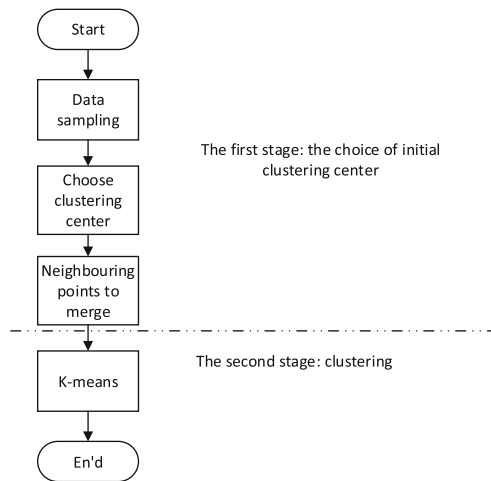 Start
Data
sampling
The first stage: the choice of initial
clustering center
Choose
clustering
center
Neighbouring
points to
merge
The second stage: clustering
K-means
En'd